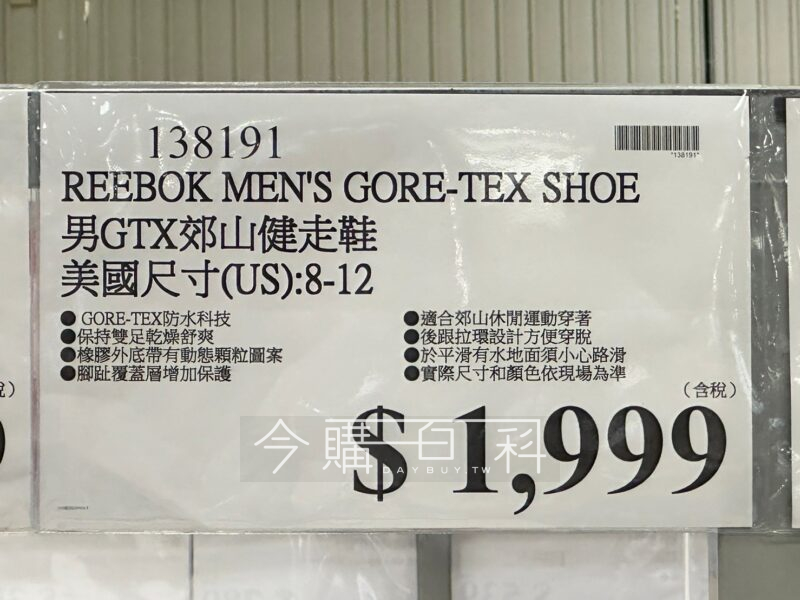 138191
*138191*
REEBOK MEN'S GORE-TEX SHOE
男GTX郊山健走鞋
美國尺寸(US):8-12
● GORE-TEX防水科技
●保持雙足乾燥舒爽
●橡膠外底帶有動態顆粒圖案
●腳趾覆蓋層增加保護
●適合郊山休閒運動穿著
●後跟拉環設計方便穿脫
●於平滑有水地面須小心路滑
●實際尺寸和顏色依現場為準
(含稅)
$ 1,999
今購百科
DAYBUY.TW